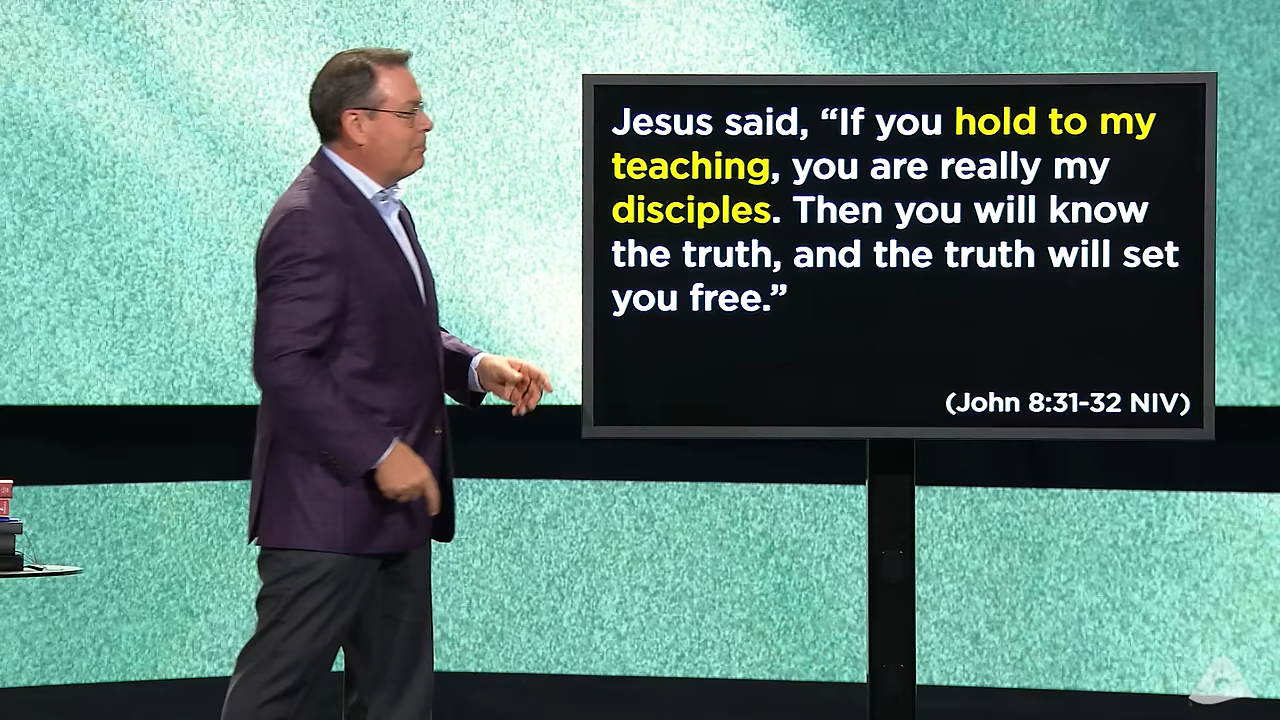 Jesus said, “If you hold to my
teaching, you are really my
disciples. Then you will know
the truth, and the truth will set
you free.”
(John 8:31-32 NIV)